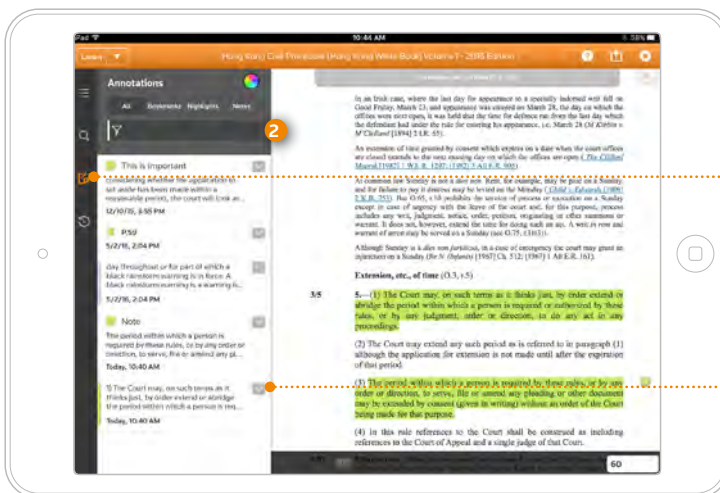 iPad
10:44 AM
58%
Hong Kong Civil Procedure (Hong Kong White Book) Volume 1 - 2016 Edition
Annotations
All Bookmarks Highlights Notes
2
This is important
considering whether the application to
set aside has been made within a
reasonable period, the court will look as...
12/10/15, 3:55 PM
P.59
5/2/16, 2:04 PM
day throughout or for part of which a
black rainstorm warning is in force. A
black rainstorm warning is a warning is...
5/2/16, 2:04 PM
Note
The period within which a person is
required by these rules, or by any order or
direction, to serve, file or amend any pl...
Today, 10:40 AM
1) The Court may, on such terms as it
thinks just, by order extend or abridge
the period within which a person is req...
Today, 10:40 AM
In an Irish case, where the last day for appearance to a specially indorsed writ fell on
Good Friday, March 23, and appearance was entered on March 28, the day on which the
offices were next open, it was held that the time for defence ran from the last day which
the defendant had under the rule for entering his appearance, i.e. March 28
M'Clelland [1894] 2 I.R. 65).
An extension of time granted by consent which expires on a day when the court offices
are closed extends to the next ensuing day on which the offices are open (The Clifford
Maersk [1982] 1 W.L.R. 1292; [1982] 3 All E.R. 905).
At common law Sunday is not a dies non. Rent, for example, may be paid on a Sunday,
and for failure to pay it distress may be levied on the Monday (Child v. Edwards [1909]
2 K.B. 753). But O.65, r.10 prohibits the service of process or execution on a Sunday
except in case of urgency with the leave of the court and, for this purpose, process
includes any writ, judgment, notice, order, petition, originating or other summons or
warrant. It does not, however, extend the time for doing such an act. A writ in rem and
warrant of arrest may be served on a Sunday (see O.75,
Although Sunday is a dies non juridicus, in a case of emergency the court may grant an
injunction on a Sunday (Re N. (Infants) [1967] Ch. 512; [1967] 1 All E.R. 161).
Extension, etc., of time (O.3, r.5)
3/5
5.—(1) The Court may, on such terms as it thinks just, by order extend or
abridge the period within which a person is required or authorized by these
rules, or by any judgment, order or direction, to do any act in any
proceedings.
(2) The Court may extend any such period as is referred to in paragraph (1)
although the application for extension is not made until after the expiration
of that period.
(3) The period within which a person is required by these rules, or by any
order or direction, to serve, file or amend any pleading or other document
may be extended by consent (given in writing) without an order of the Court
being made for that purpose.
(4) In this rule references to the Court shall be construed as including
references to the Court of Appeal and a single judge of that Court.
60